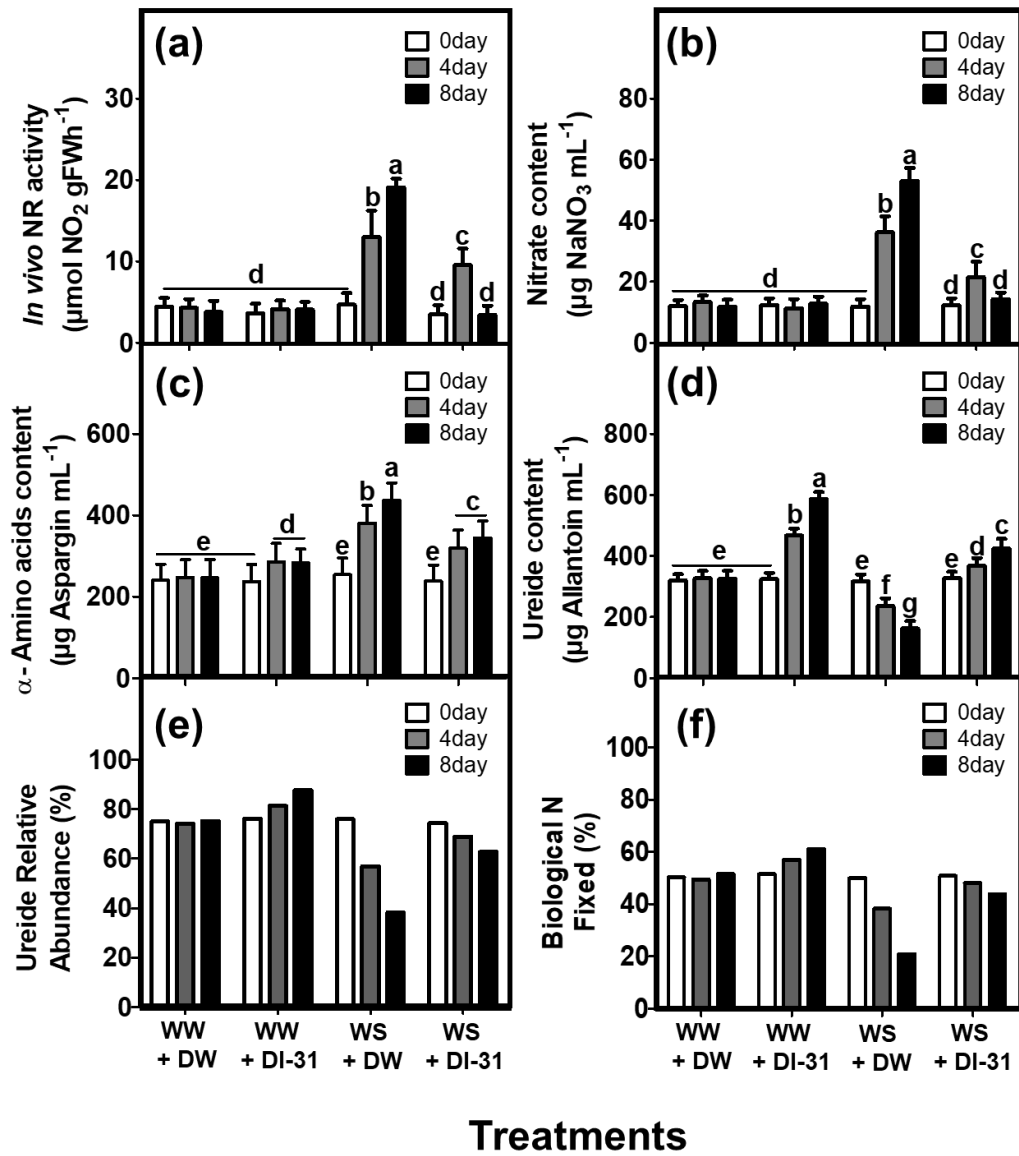 (a)
0day
4day
8day
In vivo NR activity
(µmol NO2 gFWh-1)
30
20
10
0
d
b
a
d
c
d
(b)
0day
4day
8day
Nitrate content
(µg NaNO3 mL-1)
80
60
40
20
0
d
b
a
d
c
d
(c)
0day
4day
8day
α- Amino acids content
(µg Aspargin mL-1)
600
400
200
0
e
d
e
b
a
e
c
(d)
0day
4day
8day
Ureide content
(µg Allantoin mL-1)
800
600
400
200
0
e
b
a
e
f
g
e
d
c
(e)
0day
4day
8day
Ureide Relative
Abundance (%)
100
80
60
40
20
0
WW
+ DW
WW
+ DI-31
WS
+ DW
WS
+ DI-31
(f)
0day
4day
8day
Biological N
Fixed (%)
100
80
60
40
20
0
WW
+ DW
WW
+ DI-31
WS
+ DW
WS
+ DI-31
Treatments